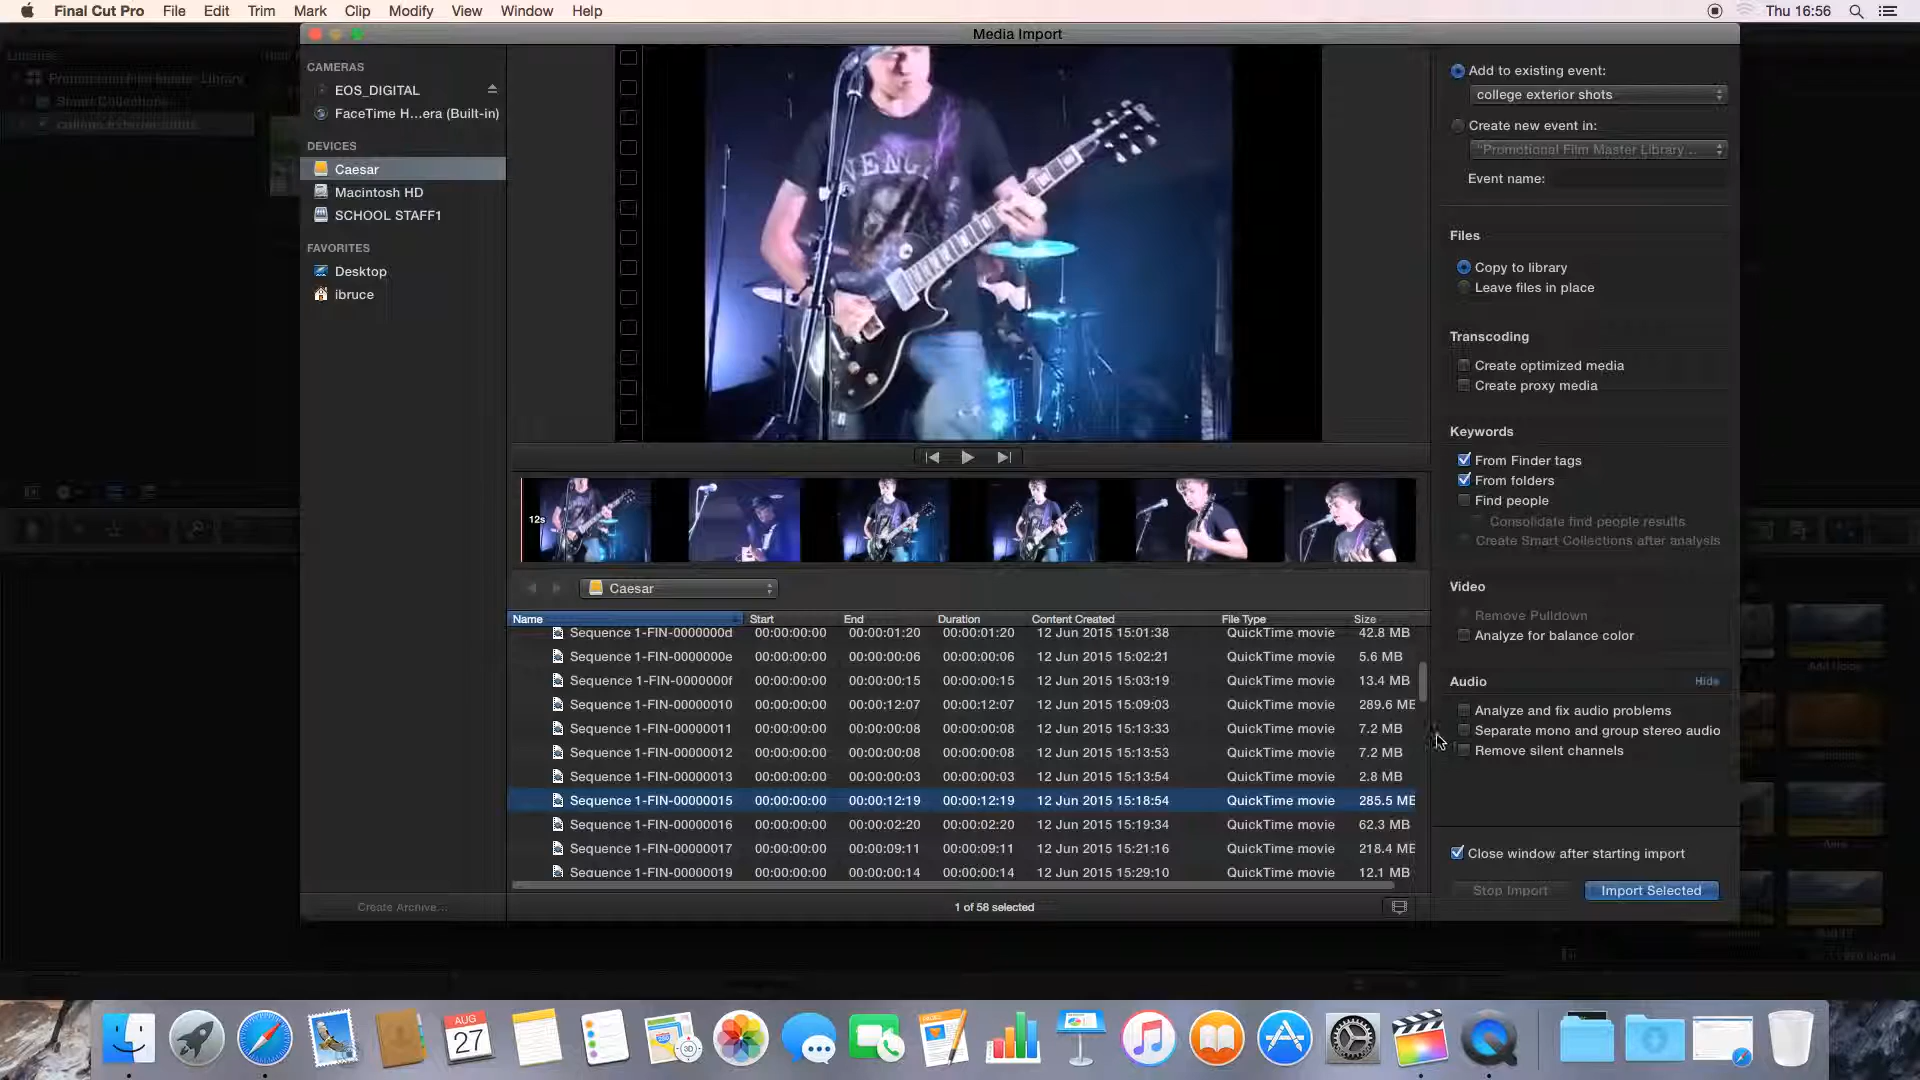 Final Cut Pro File Edit Trim Mark Clip Modify View Window Help Thu 16:56
Media Import
CAMERAS
EOS_DIGITAL
FaceTime H...era (Built-in)
DEVICES
Caesar
Macintosh HD
SCHOOL STAFF1
FAVORITES
Desktop
ibruce
Create Archive...
12s
Caesar
Name Start End Duration Content Created File Type Size
Sequence 1-FIN-0000000d 00:00:00:00 00:00:01:20 00:00:01:20 12 Jun 2015 15:01:38 QuickTime movie 42.8 MB
Sequence 1-FIN-0000000e 00:00:00:00 00:00:00:06 00:00:00:06 12 Jun 2015 15:02:21 QuickTime movie 5.6 MB
Sequence 1-FIN-0000000f 00:00:00:00 00:00:00:15 00:00:00:15 12 Jun 2015 15:03:19 QuickTime movie 13.4 MB
Sequence 1-FIN-00000010 00:00:00:00 00:00:12:07 00:00:12:07 12 Jun 2015 15:09:03 QuickTime movie 289.6 ME
Sequence 1-FIN-00000011 00:00:00:00 00:00:00:08 00:00:00:08 12 Jun 2015 15:13:33 QuickTime movie 7.2 MB
Sequence 1-FIN-00000012 00:00:00:00 00:00:00:08 00:00:00:08 12 Jun 2015 15:13:53 QuickTime movie 7.2 MB
Sequence 1-FIN-00000013 00:00:00:00 00:00:00:03 00:00:00:03 12 Jun 2015 15:13:54 QuickTime movie 2.8 MB
Sequence 1-FIN-00000015 00:00:00:00 00:00:12:19 00:00:12:19 12 Jun 2015 15:18:54 QuickTime movie 285.5 ME
Sequence 1-FIN-00000016 00:00:00:00 00:00:02:20 00:00:02:20 12 Jun 2015 15:19:34 QuickTime movie 62.3 MB
Sequence 1-FIN-00000017 00:00:00:00 00:00:09:11 00:00:09:11 12 Jun 2015 15:21:16 QuickTime movie 218.4 ME
Sequence 1-FIN-00000019 00:00:00:00 00:00:00:14 00:00:00:14 12 Jun 2015 15:29:10 QuickTime movie 12.1 MB
1 of 58 selected
Add to existing event:
college exterior shots
Create new event in:
"Promotional Film Master Library...
Event name:
Files
Copy to library
Leave files in place
Transcoding
Create optimized media
Create proxy media
Keywords
From Finder tags
From folders
Find people
Consolidate find people results
Create Smart Collections after analysis
Video
Remove Pulldown
Analyze for balance color
Audio Hide
Analyze and fix audio problems
Separate mono and group stereo audio
Remove silent channels
Close window after starting import
Stop Import Import Selected
AUG
27